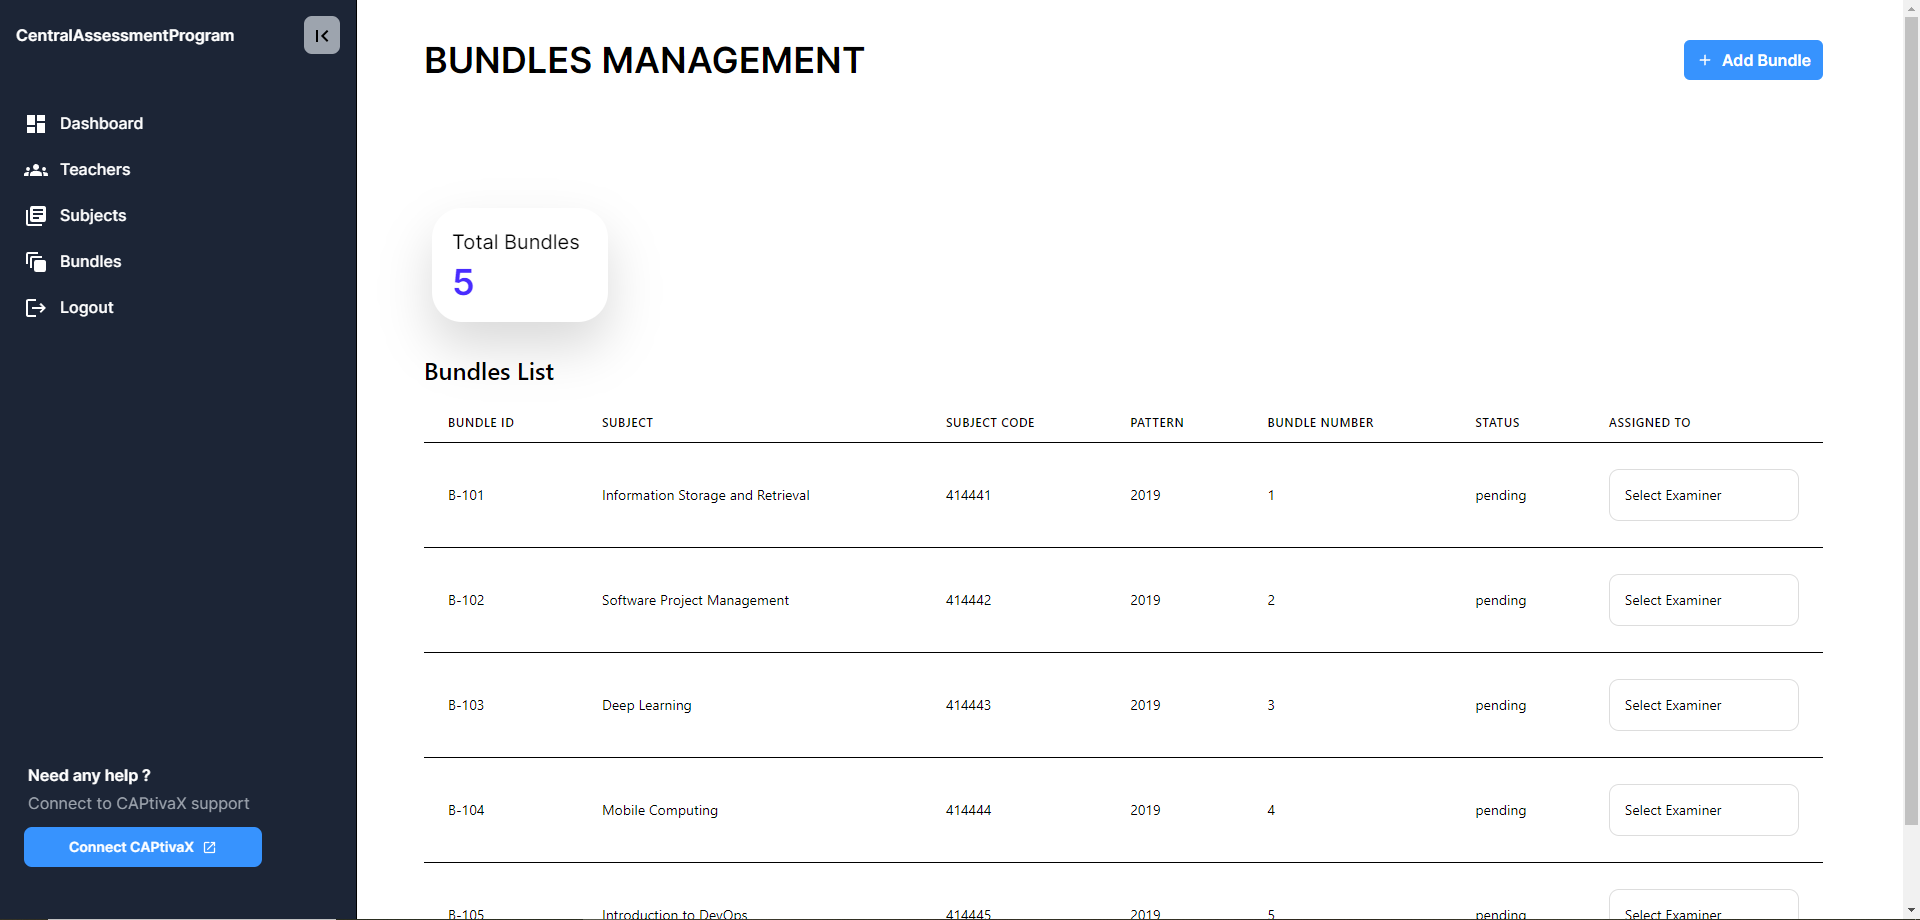 CentralAssessmentProgram
Dashboard
Teachers
Subjects
Bundles
Logout
Need any help ?
Connect to CAPtivaX support
Connect CAPtivaX
BUNDLES MANAGEMENT
+ Add Bundle
Total Bundles
5
Bundles List
BUNDLE ID SUBJECT SUBJECT CODE PATTERN BUNDLE NUMBER STATUS ASSIGNED TO
B-101 Information Storage and Retrieval 414441 2019 1 pending Select Examiner
B-102 Software Project Management 414442 2019 2 pending Select Examiner
B-103 Deep Learning 414443 2019 3 pending Select Examiner
B-104 Mobile Computing 414444 2019 4 pending Select Examiner
B-105 Introduction to DevOps 414445 2019 5 pending Select Examiner